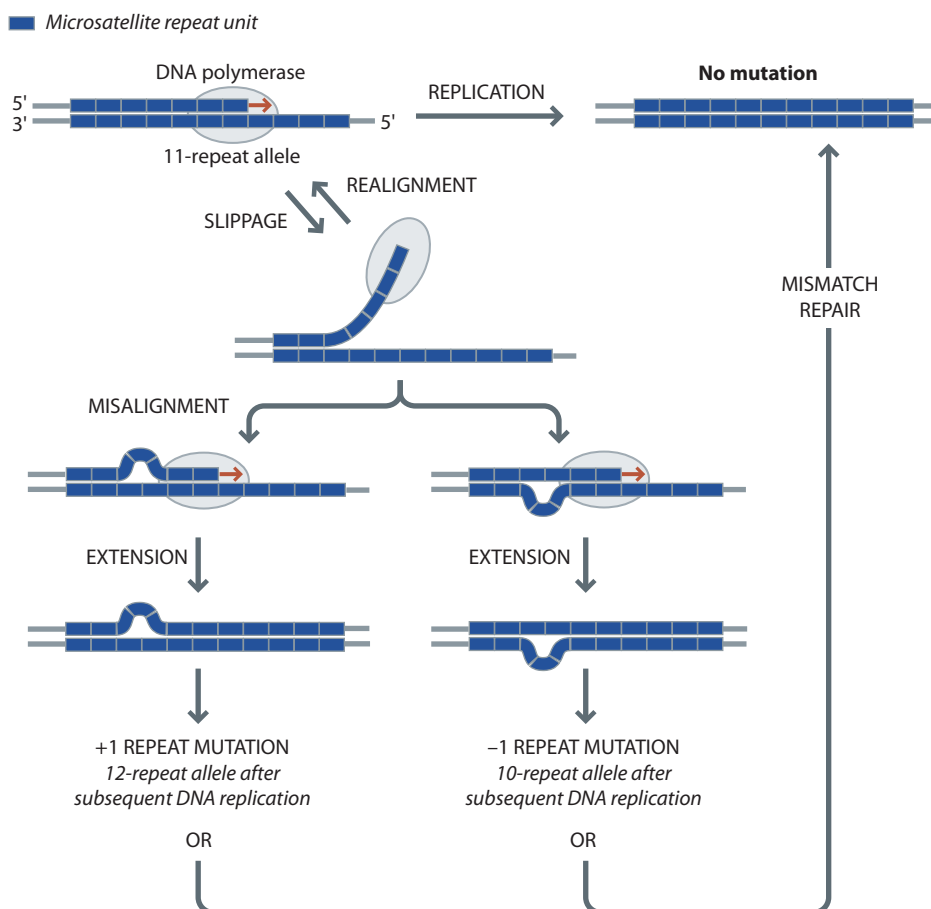 Microsatellite repeat unit
DNA polymerase
No mutation
5'
REPLICATION
3'
5'
11-repeat allele
REALIGNMENT
SLIPPAGE
MISMATCH
REPAIR
MISALIGNMENT
EXTENSION
EXTENSION
+1 REPEAT MUTATION
12-repeat allele after
subsequent DNA replication
OR
–1 REPEAT MUTATION
10-repeat allele after
subsequent DNA replication
OR